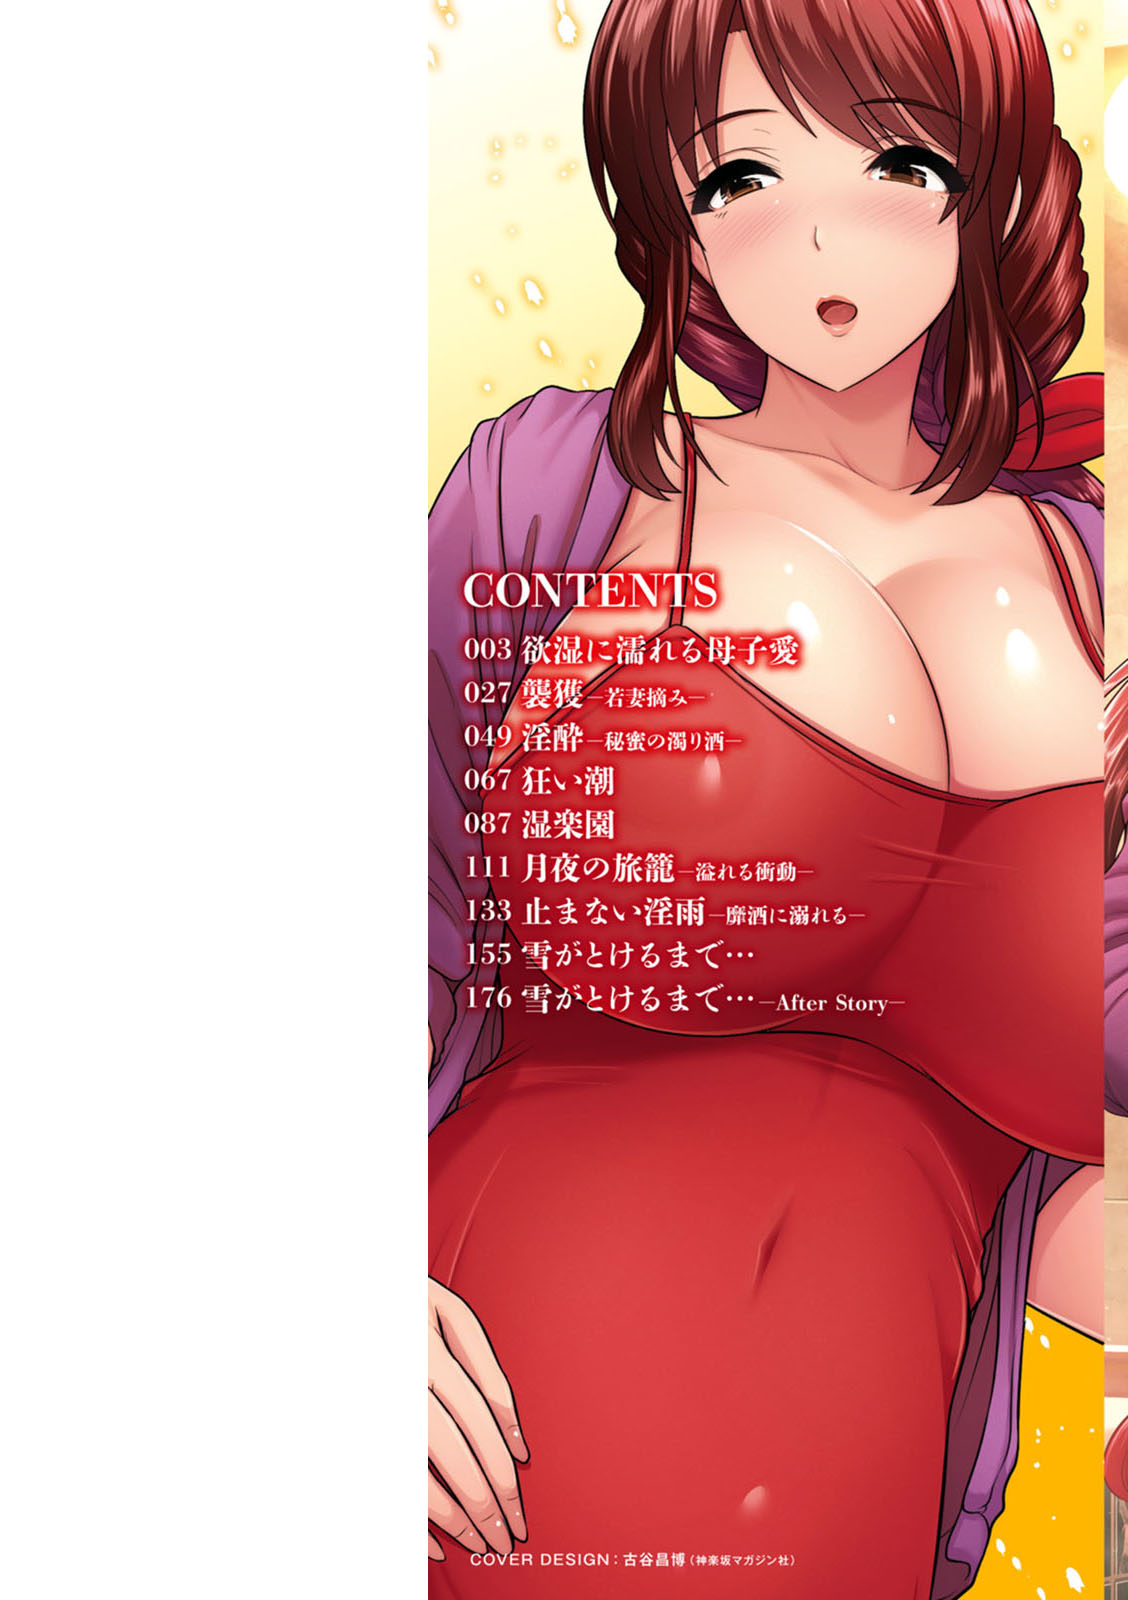 CONTENTS
003 欲湿に濡れる母子愛
027 襲獲―若妻摘み―
049 淫酔―秘蜜の濁り酒―
067 狂い潮
087 湿楽園
111 月夜の旅籠―溢れる衝動―
133 止まない淫雨―靡酒に溺れる―
155 雪がとけるまで…
176 雪がとけるまで…―After Story―
COVER DESIGN：古谷昌博（神楽坂マガジン社）